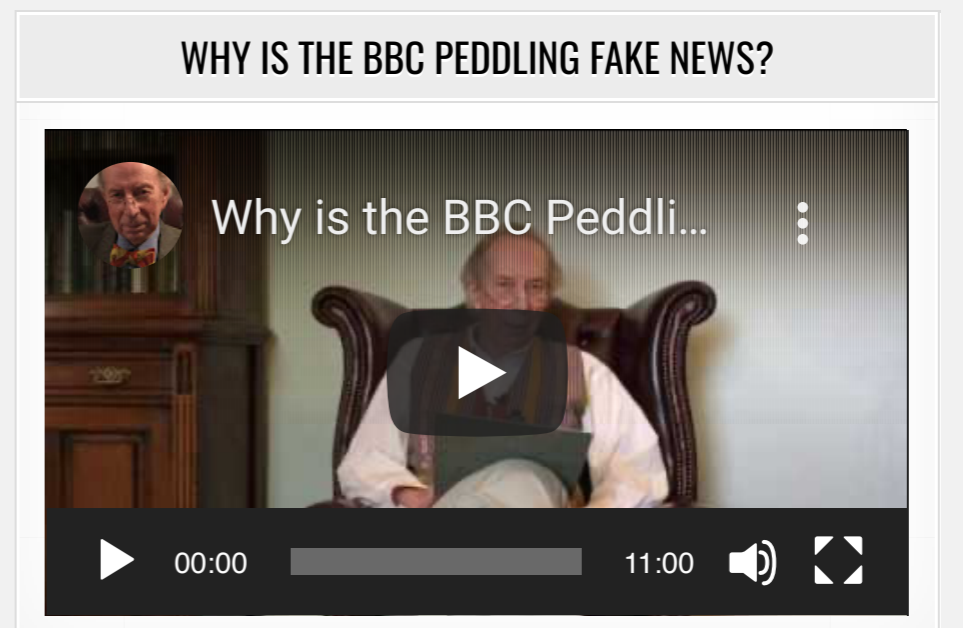 WHY IS THE BBC PEDDLING FAKE NEWS?
Why is the BBC Peddli...
00:00 11:00